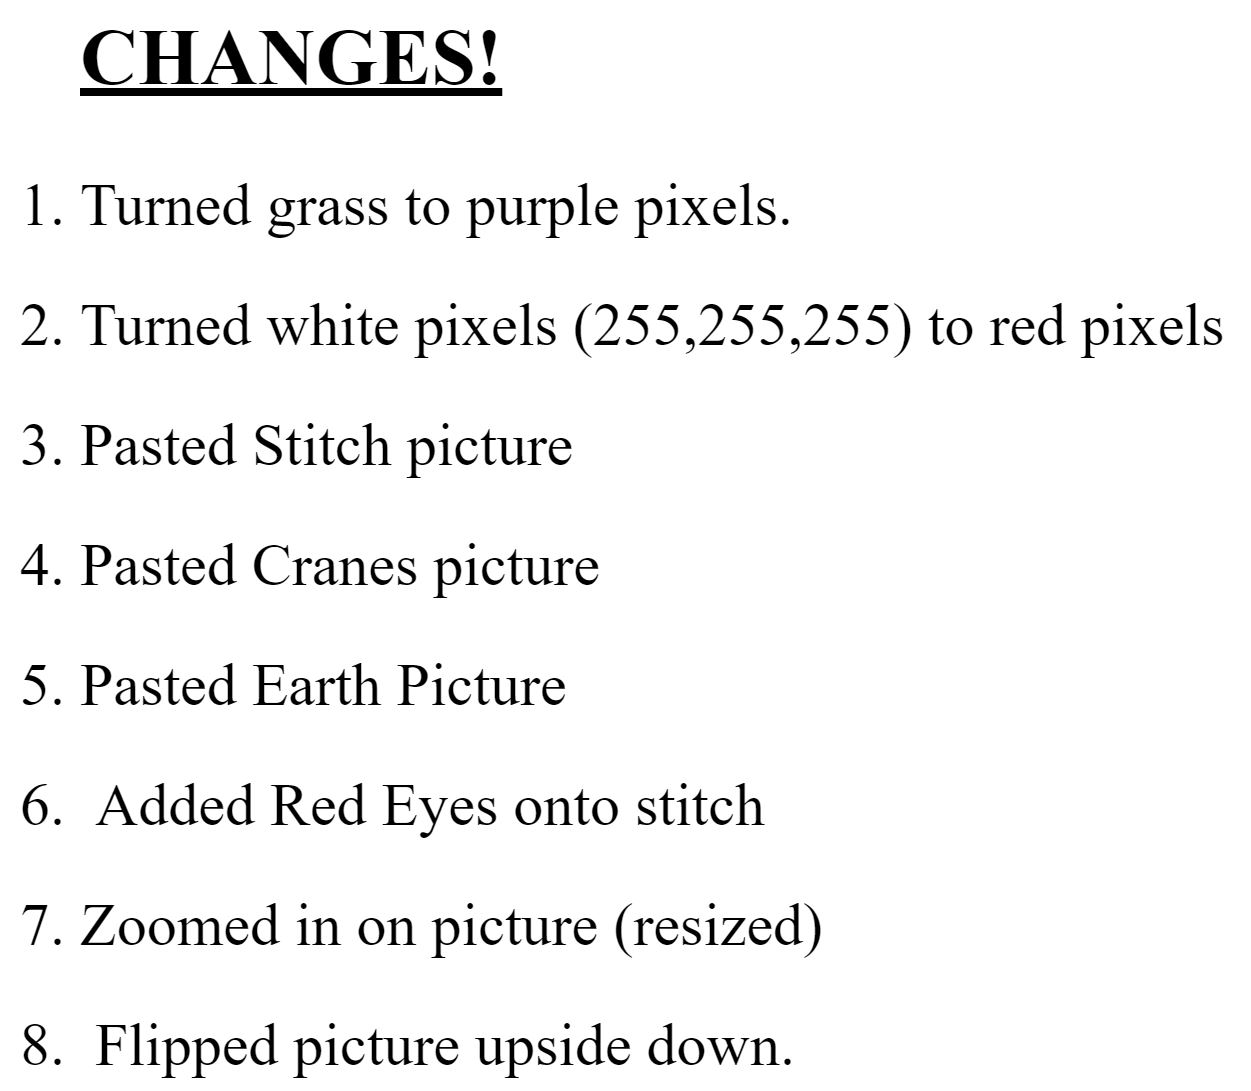 CHANGES!
1. Turned grass to purple pixels.
2. Turned white pixels (255,255,255) to red pixels
3. Pasted Stitch picture
4. Pasted Cranes picture
5. Pasted Earth Picture
6. Added Red Eyes onto stitch
7. Zoomed in on picture (resized)
8. Flipped picture upside down.